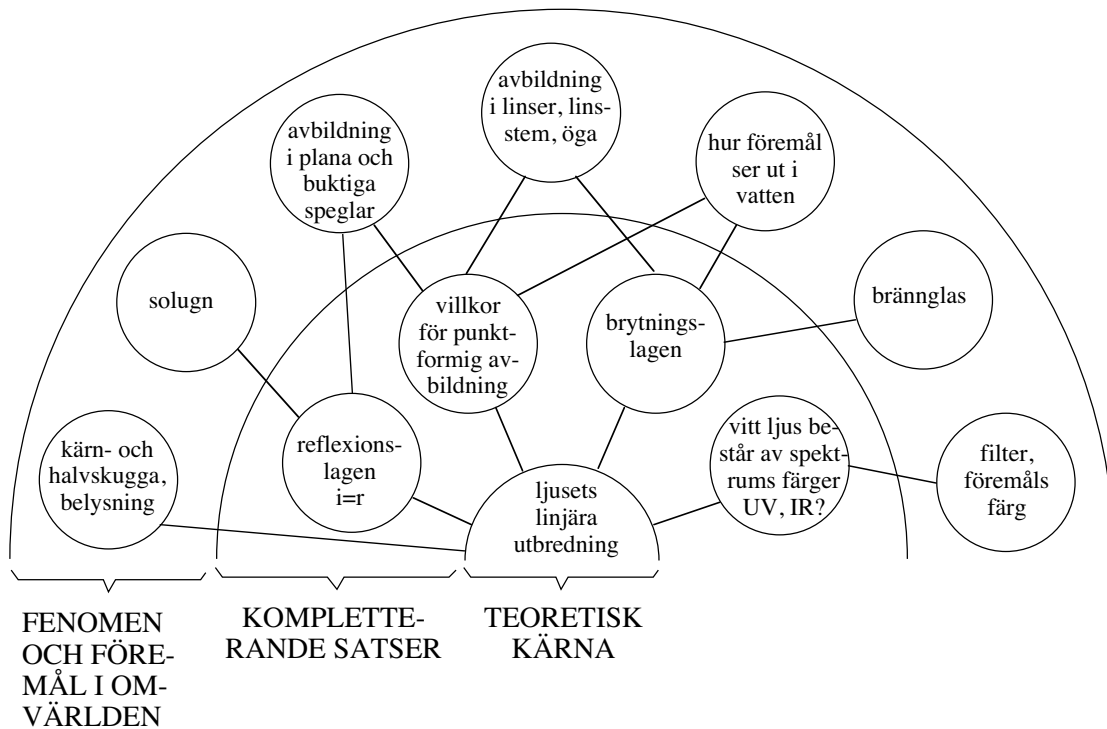 avbildning
i linser, lins-
stem, öga
avbildning
i plana och
buktiga
speglar
hur föremål
ser ut i
vatten
solugn
villkor
för punkt-
formig av-
bildning
brytnings-
lagen
brännglas
kärn- och
halvskugga,
belysning
reflexions-
lagen
i=r
ljusets
linjära
utbredning
vitt ljus be-
står av spekt-
rums färger
UV, IR?
filter,
föremåls
färg
FENOMEN
OCH FÖRE-
MÅL I OM-
VÄRLDEN
KOMPLETTE-
RANDE SATSER
TEORETISK
KÄRNA